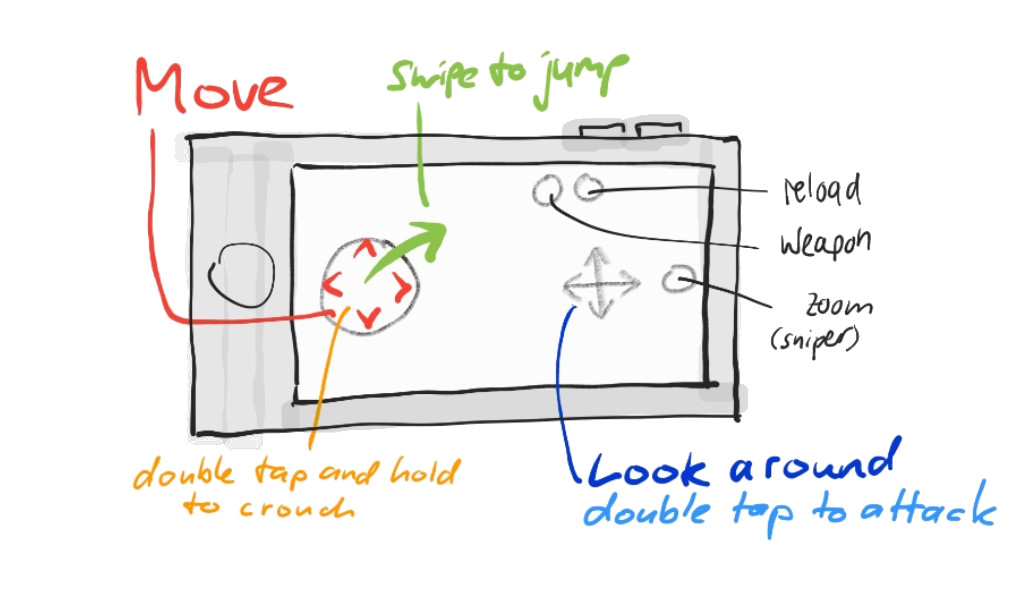 Move
Swipe to jump
reload
Weapon
Zoom
(sniper)
double tap and hold
to crouch
Look around
double tap to attack